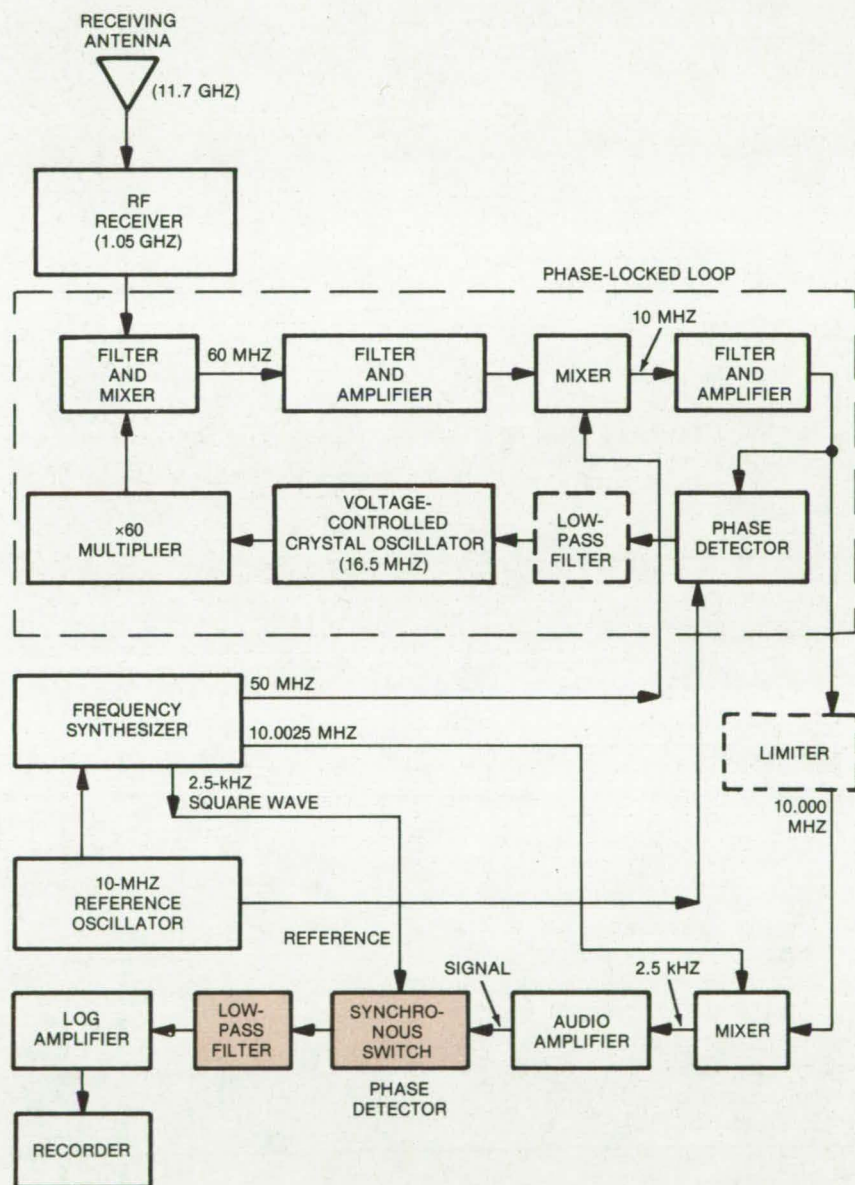 RECEIVING
ANTENNA
(11.7 GHZ)
RF
RECEIVER
(1.05 GHZ)
PHASE-LOCKED LOOP
FILTER
AND
MIXER
60 MHZ
FILTER
AND
AMPLIFIER
MIXER
10 MHZ
FILTER
AND
AMPLIFIER
×60
MULTIPLIER
VOLTAGE-
CONTROLLED
CRYSTAL OSCILLATOR
(16.5 MHZ)
LOW-
PASS
FILTER
PHASE
DETECTOR
FREQUENCY
SYNTHESIZER
50 MHZ
10.0025 MHZ
2.5-kHZ
SQUARE WAVE
LIMITER
10.000
MHZ
10-MHZ
REFERENCE
OSCILLATOR
REFERENCE
SIGNAL
2.5 kHZ
LOG
AMPLIFIER
LOW-
PASS
FILTER
SYNCHRO-
NOUS
SWITCH
AUDIO
AMPLIFIER
MIXER
PHASE
DETECTOR
RECORDER